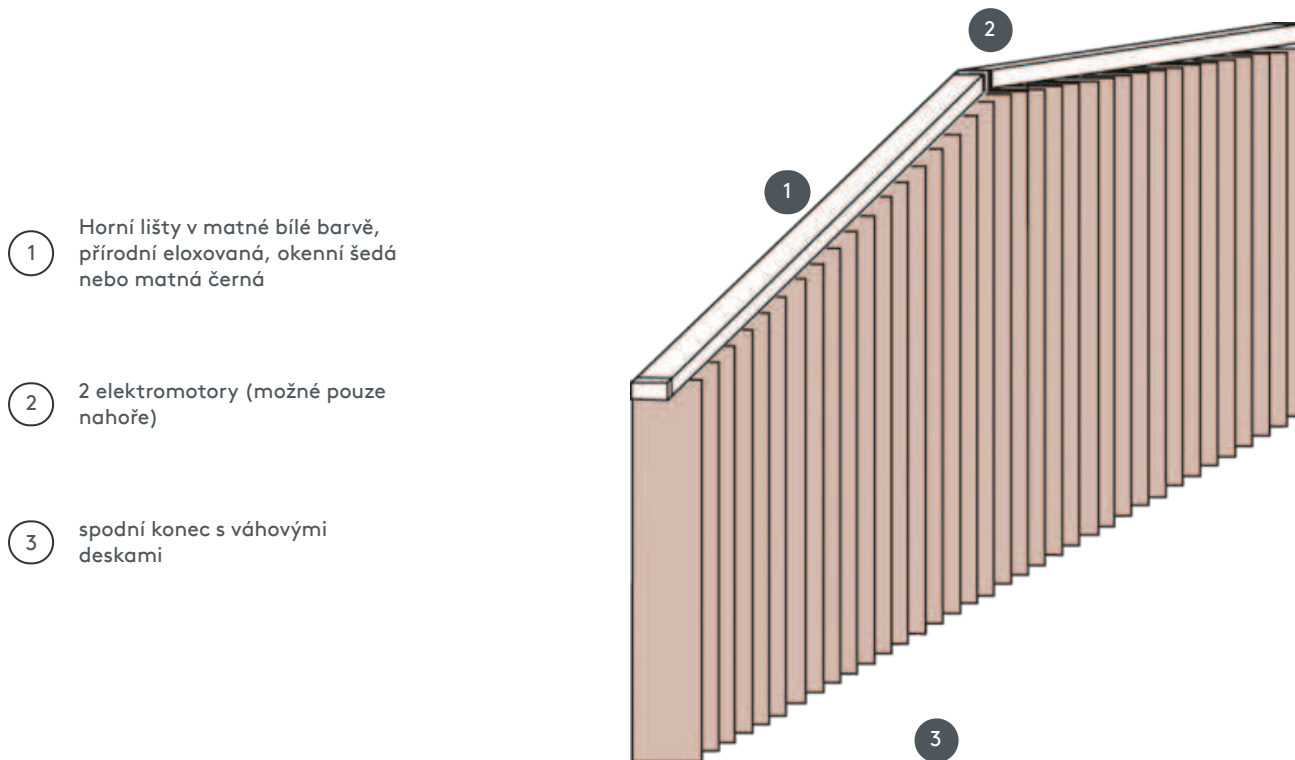 1
Horní lišty v matné bílé barvě,
přírodní eloxovaná, okenní šedá
nebo matná černá
2
2 elektromotory (možné pouze
nahoře)
3
spodní konec s váhovými
deskami
2
1
3